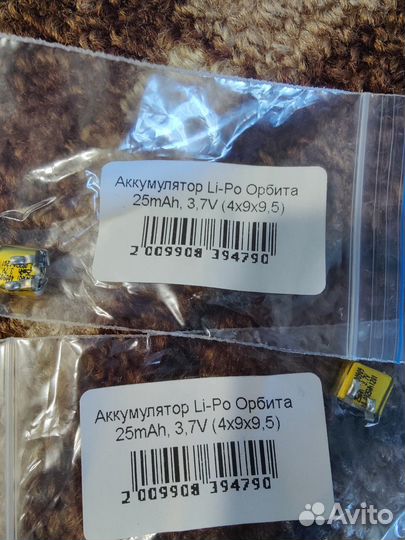 Аккумулятор Li-Po Орбита
25mAh, 3,7V (4x9x9,5)
2 009908 394790
Аккумулятор Li-Po Орбита
25mAh, 3,7V (4x9x9,5)
2 009908 394790
Avito